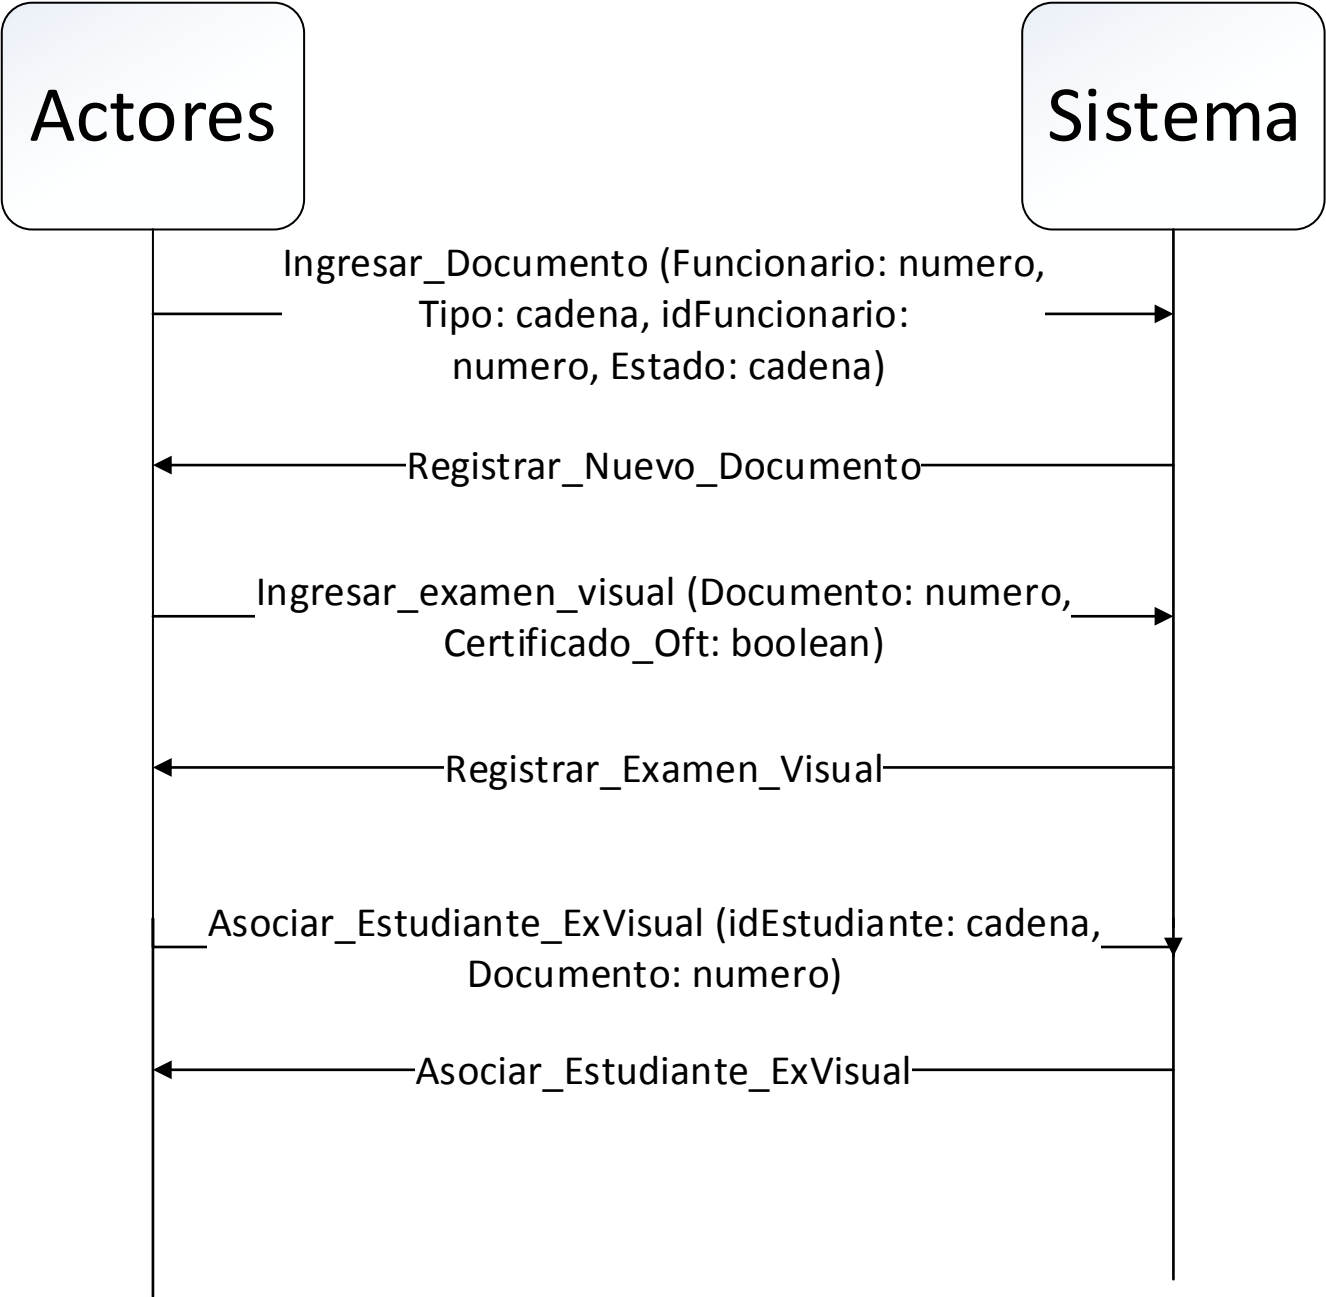 Actores
Sistema
Ingresar_Documento (Funcionario: numero,
Tipo: cadena, idFuncionario:
numero, Estado: cadena)
Registrar_Nuevo_Documento
Ingresar_examen_visual (Documento: numero,
Certificado_Oft: boolean)
Registrar_Examen_Visual
Asociar_Estudiante_ExVisual (idEstudiante: cadena,
Documento: numero)
Asociar_Estudiante_ExVisual